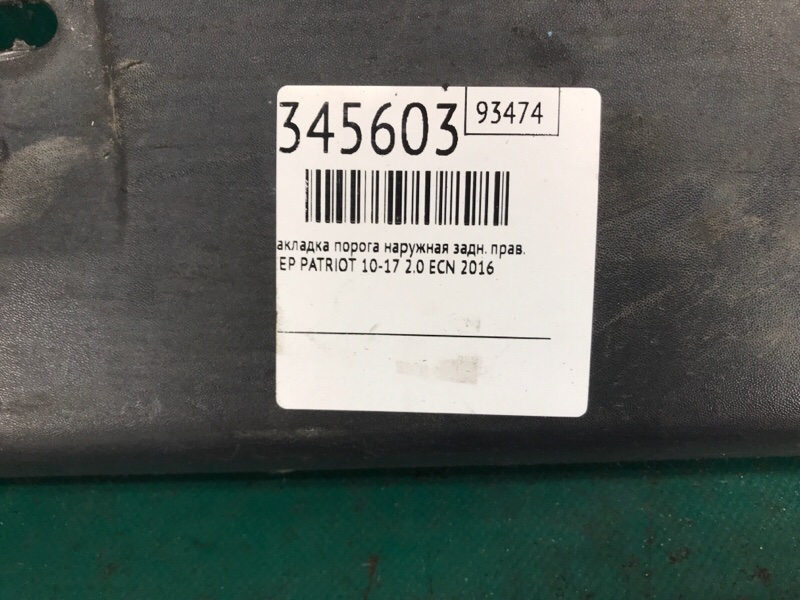 345603
93474
акладка порога наружная задн. прав.
EP PATRIOT 10-17 2.0 ECN 2016